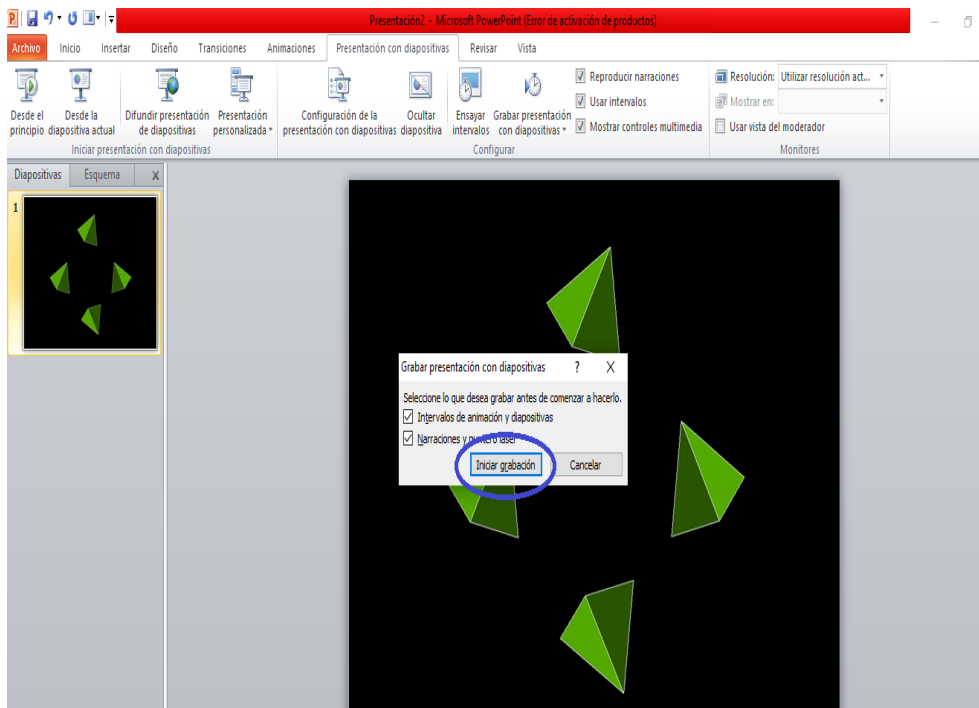 Presentación2 - Microsoft PowerPoint (Error de activación de productos)
Archivo Inicio Insertar Diseño Transiciones Animaciones Presentación con diapositivas Revisar Vista
Desde el principio
Desde la diapositiva actual
Difundir presentación de diapositivas
Presentación personalizada
Configuración de la presentación con diapositivas
Ocultar diapositiva
Ensayar intervalos
Grabar presentación con diapositivas
Reproducir narraciones
Usar intervalos
Mostrar controles multimedia
Resolución: Utilizar resolución act...
Mostrar en:
Usar vista del moderador
Iniciar presentación con diapositivas
Configurar
Monitores
Diapositivas Esquema x
1
Grabar presentación con diapositivas ? X
Seleccione lo que desea grabar antes de comenzar a hacerlo.
Intervalos de animación y diapositivas
Narraciones y puntero láser
Iniciar grabación Cancelar